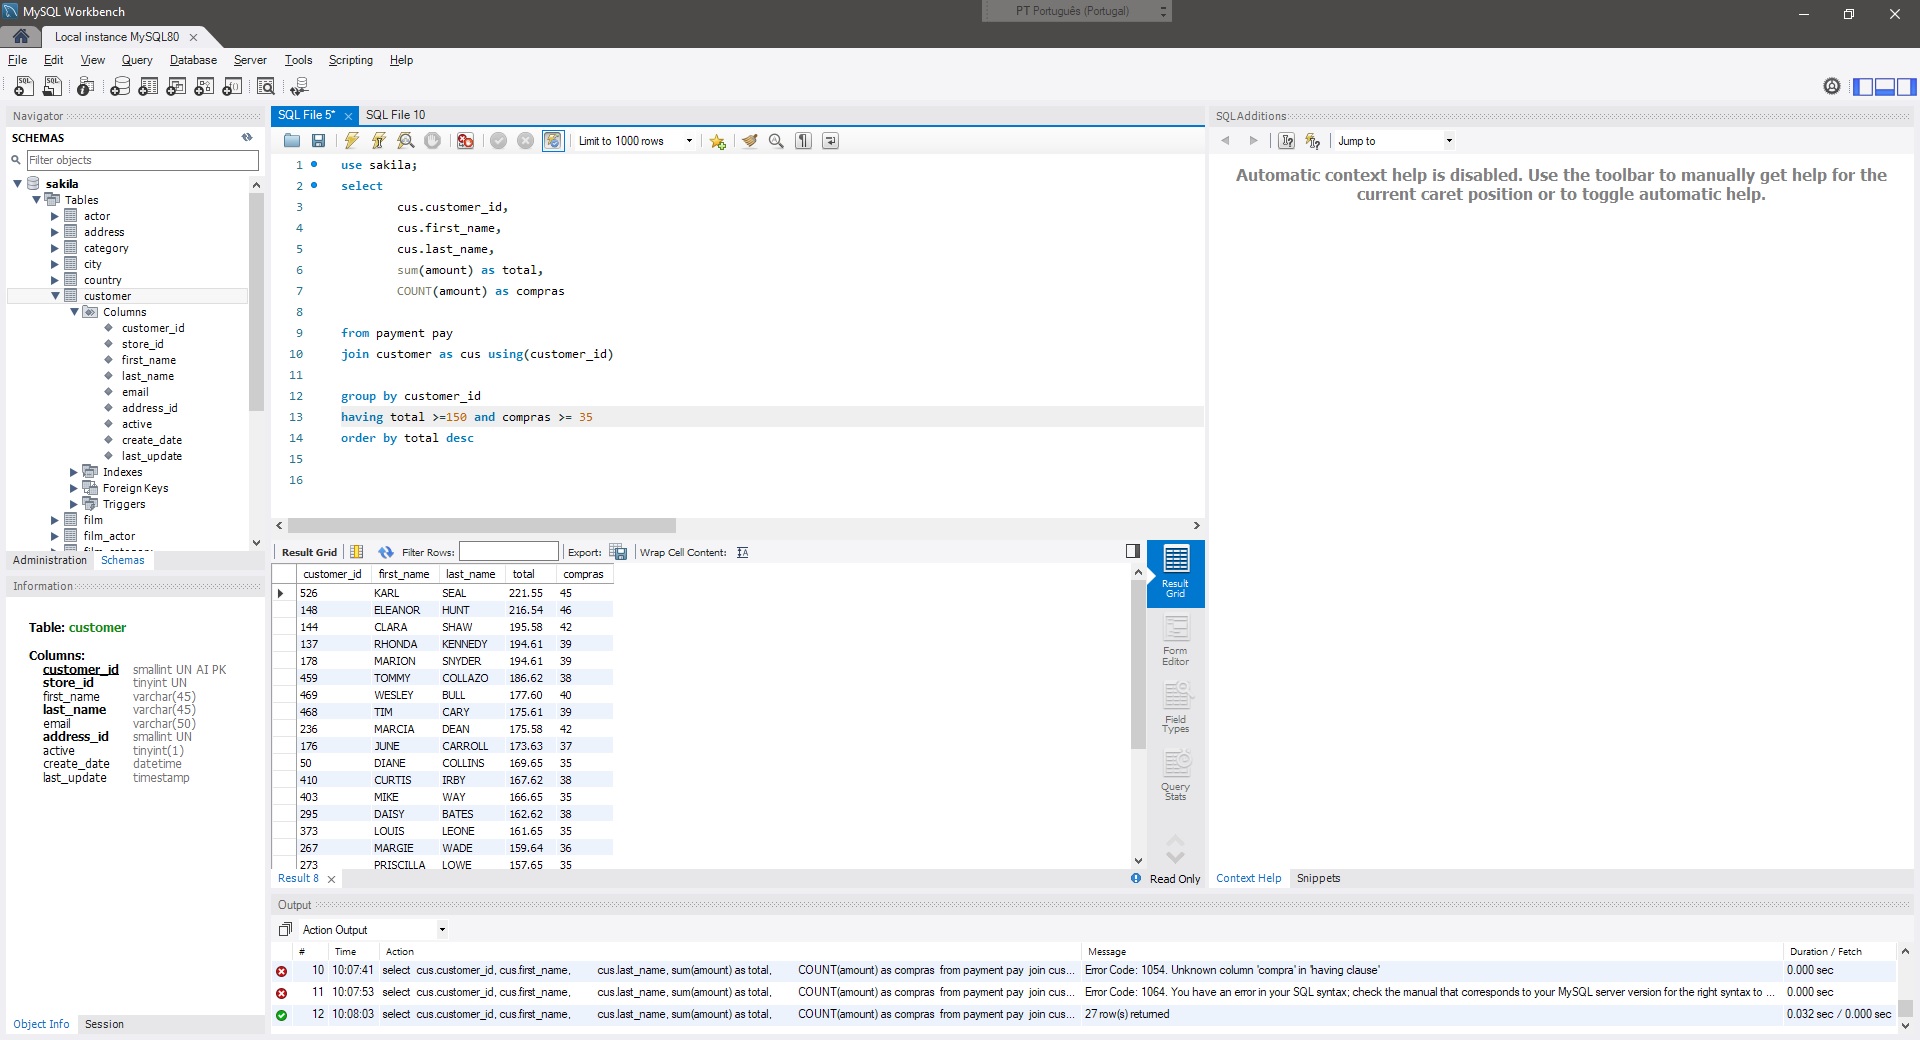 MySQL Workbench
PT Português (Portugal)
Local instance MySQL80
File Edit View Query Database Server Tools Scripting Help
Navigator
SCHEMAS
Filter objects
sakila
Tables
actor
address
category
city
country
customer
Columns
customer_id
store_id
first_name
last_name
email
address_id
active
create_date
last_update
Indexes
Foreign Keys
Triggers
film
film_actor
Administration Schemas
Information
Table: customer
Columns:
customer_id smallint UN AI PK
store_id tinyint UN
first_name varchar(45)
last_name varchar(45)
email varchar(50)
address_id smallint UN
active tinyint(1)
create_date datetime
last_update timestamp
Object Info Session
SQL File 5* SQL File 10
Limit to 1000 rows
1 use sakila;
2 select
3 cus.customer_id,
4 cus.first_name,
5 cus.last_name,
6 sum(amount) as total,
7 COUNT(amount) as compras
8
9 from payment pay
10 join customer as cus using(customer_id)
11
12 group by customer_id
13 having total >=150 and compras >= 35
14 order by total desc
15
16
Result Grid Filter Rows: Export: Wrap Cell Content:
customer_id first_name last_name total compras
526 KARL SEAL 221.55 45
148 ELEANOR HUNT 216.54 46
144 CLARA SHAW 195.58 42
137 RHONDA KENNEDY 194.61 39
178 MARION SNYDER 194.61 39
459 TOMMY COLLAZO 186.62 38
469 WESLEY BULL 177.60 40
468 TIM CARY 175.61 39
236 MARCIA DEAN 175.58 42
176 JUNE CARROLL 173.63 37
50 DIANE COLLINS 169.65 35
410 CURTIS IRBY 167.62 38
403 MIKE WAY 166.65 35
295 DAISY BATES 162.62 38
373 LOUIS LEONE 161.65 35
267 MARGIE WADE 159.64 36
273 PRISCILLA LOWE 157.65 35
Result
Grid
Form
Editor
Field
Types
Query
Stats
Result 8
Read Only
SQLAdditions
Jump to
Automatic context help is disabled. Use the toolbar to manually get help for the
current caret position or to toggle automatic help.
Context Help Snippets
Output
Action Output
# Time Action Message Duration / Fetch
10 10:07:41 select cus.customer_id, cus.first_name, cus.last_name, sum(amount) as total, COUNT(amount) as compras from payment pay join cus... Error Code: 1054. Unknown column 'compra' in 'having clause' 0.000 sec
11 10:07:53 select cus.customer_id, cus.first_name, cus.last_name, sum(amount) as total, COUNT(amount) as compras from payment pay join cus... Error Code: 1064. You have an error in your SQL syntax; check the manual that corresponds to your MySQL server version for the right syntax to ... 0.000 sec
12 10:08:03 select cus.customer_id, cus.first_name, cus.last_name, sum(amount) as total, COUNT(amount) as compras from payment pay join cus... 27 row(s) returned 0.032 sec / 0.000 sec